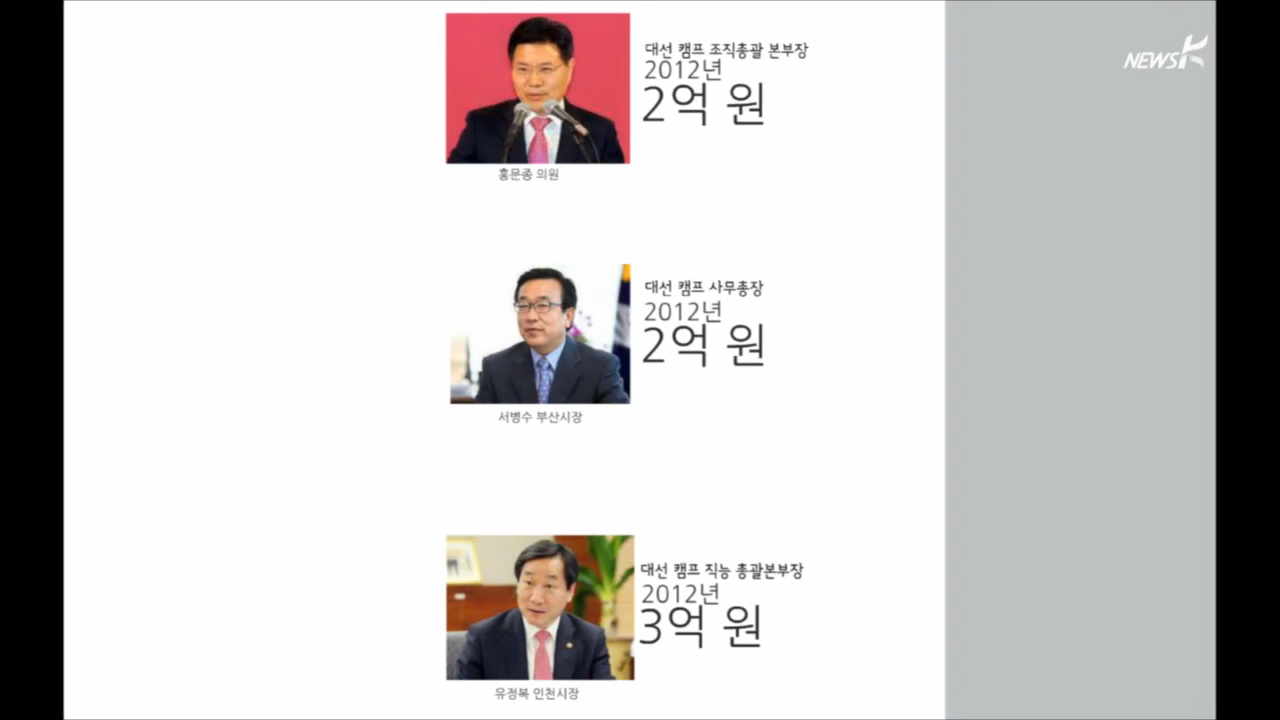 NEWSK
대선 캠프 조직총괄 본부장
2012년
2억 원
홍문종 의원
대선 캠프 사무총장
2012년
2억 원
서병수 부산시장
대선 캠프 직능 총괄본부장
2012년
3억 원
유정복 인천시장